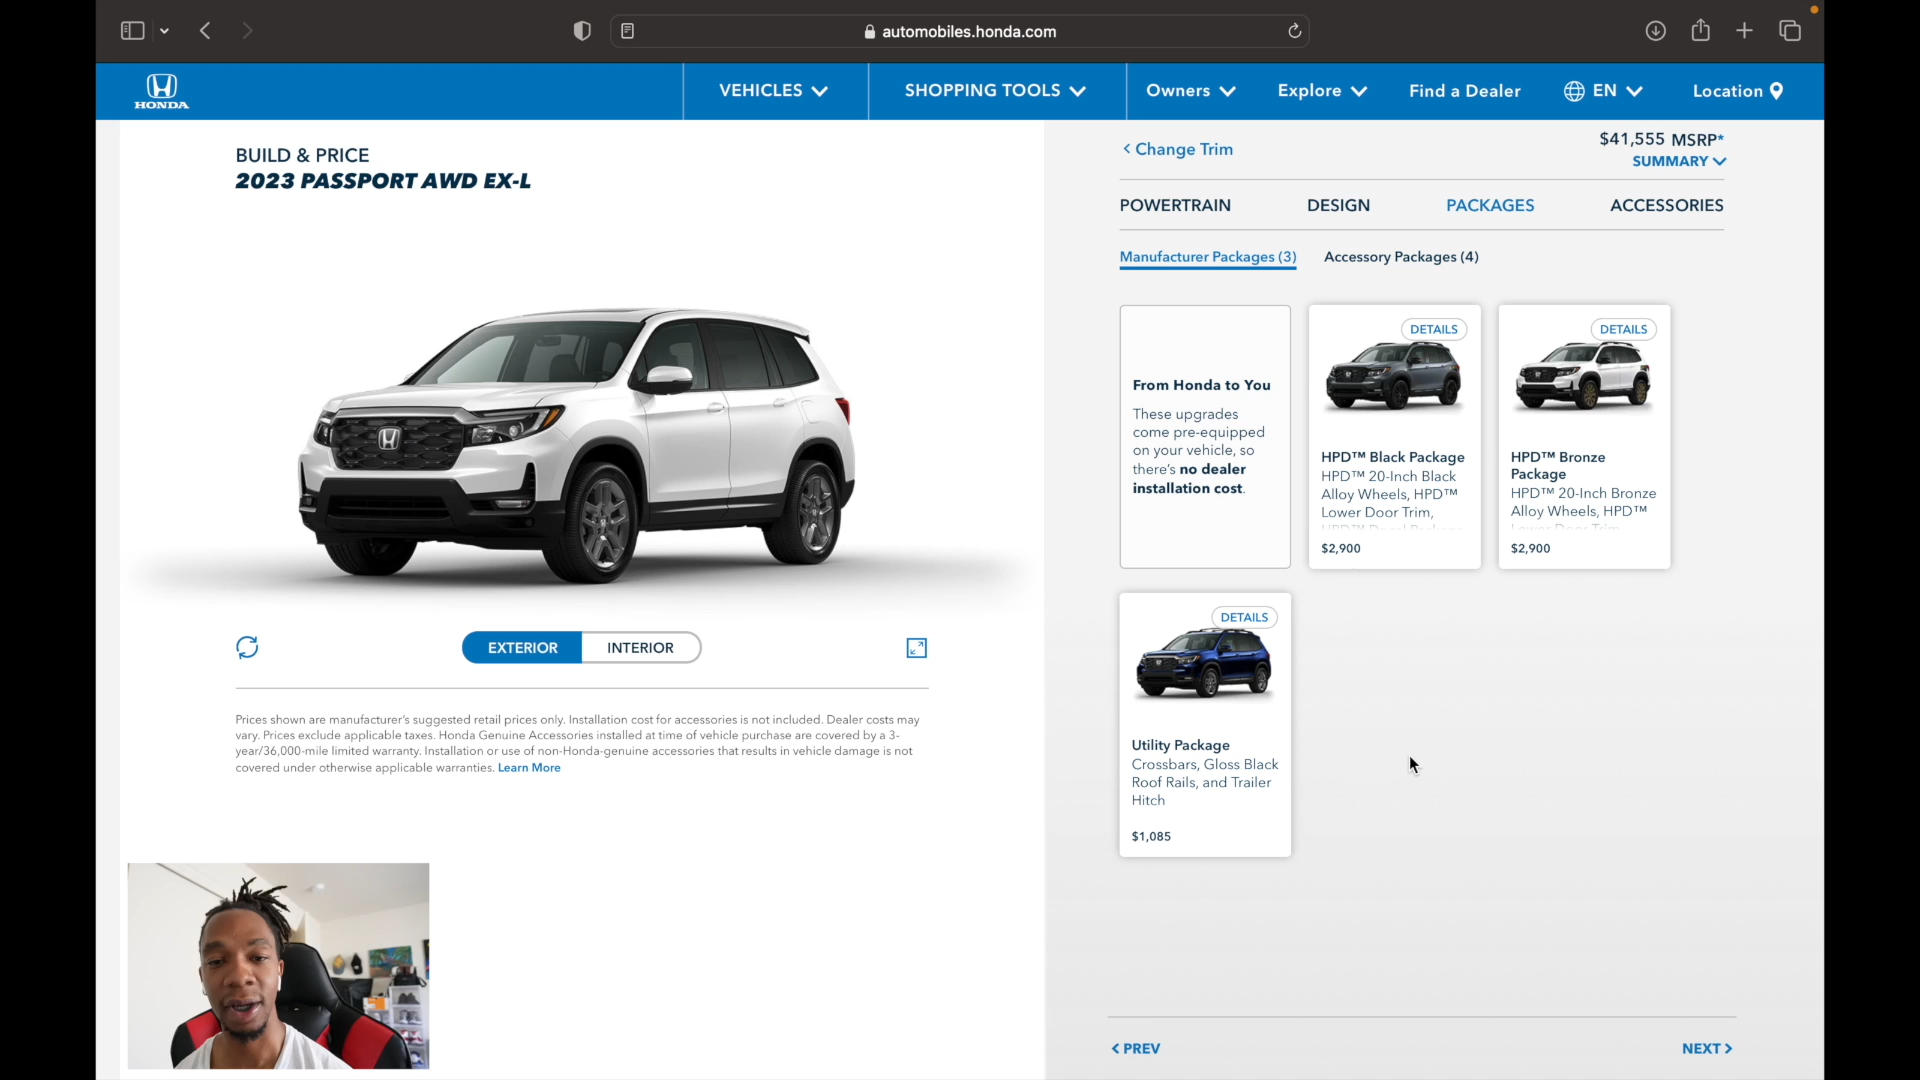 automobiles.honda.com
HONDA
VEHICLES
SHOPPING TOOLS
Owners
Explore
Find a Dealer
EN
Location
BUILD & PRICE
2023 PASSPORT AWD EX-L
< Change Trim
$41,555 MSRP*
SUMMARY
POWERTRAIN
DESIGN
PACKAGES
ACCESSORIES
Manufacturer Packages (3)
Accessory Packages (4)
From Honda to You
These upgrades
come pre-equipped
on your vehicle, so
there's no dealer
installation cost.
DETAILS
HPD™ Black Package
HPD™ 20-Inch Black
Alloy Wheels, HPD™
Lower Door Trim,
HPD™ Decal Package
$2,900
DETAILS
HPD™ Bronze
Package
HPD™ 20-Inch Bronze
Alloy Wheels, HPD™
Lower Door Trim
$2,900
DETAILS
Utility Package
Crossbars, Gloss Black
Roof Rails, and Trailer
Hitch
$1,085
EXTERIOR
INTERIOR
Prices shown are manufacturer's suggested retail prices only. Installation cost for accessories is not included. Dealer costs may
vary. Prices exclude applicable taxes. Honda Genuine Accessories installed at time of vehicle purchase are covered by a 3-
year/36,000-mile limited warranty. Installation or use of non-Honda-genuine accessories that results in vehicle damage is not
covered under otherwise applicable warranties. Learn More
< PREV
NEXT >